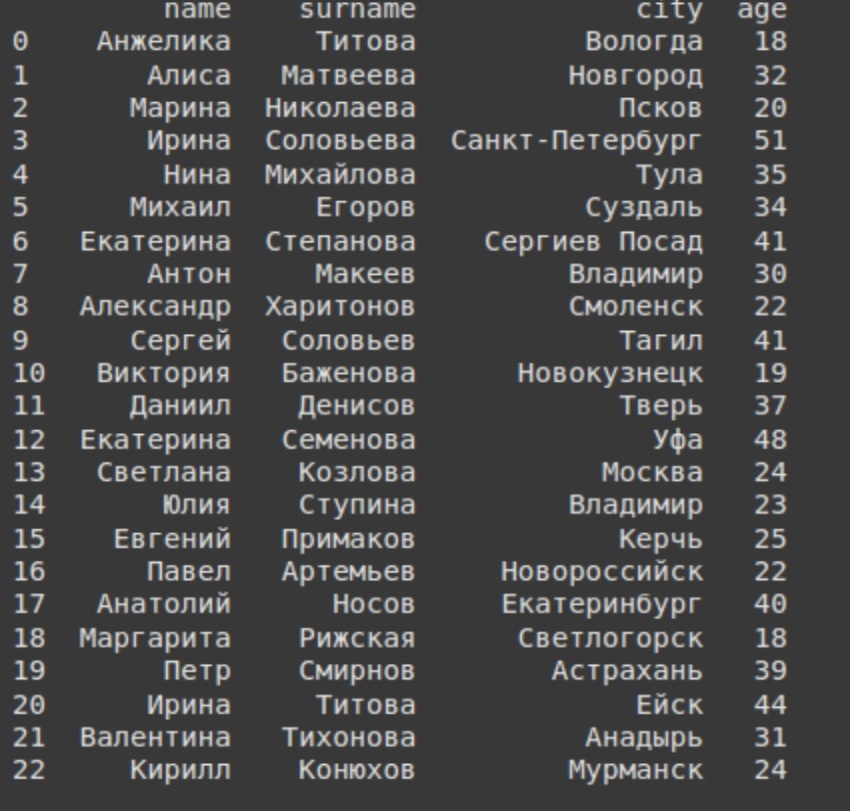 name surname city age
0 Анжелика Титова Вологда 18
1 Алиса Матвеева Новгород 32
2 Марина Николаева Псков 20
3 Ирина Соловьева Санкт-Петербург 51
4 Нина Михайлова Тула 35
5 Михаил Егоров Суздаль 34
6 Екатерина Степанова Сергиев Посад 41
7 Антон Макеев Владимир 30
8 Александр Харитонов Смоленск 22
9 Сергей Соловьев Тагил 41
10 Виктория Баженова Новокузнецк 19
11 Даниил Денисов Тверь 37
12 Екатерина Семенова Уфа 48
13 Светлана Козлова Москва 24
14 Юлия Ступина Владимир 23
15 Евгений Примаков Керчь 25
16 Павел Артемьев Новороссийск 22
17 Анатолий Носов Екатеринбург 40
18 Маргарита Рижская Светлогорск 18
19 Петр Смирнов Астрахань 39
20 Ирина Титова Ейск 44
21 Валентина Тихонова Анадырь 31
22 Кирилл Конюхов Мурманск 24